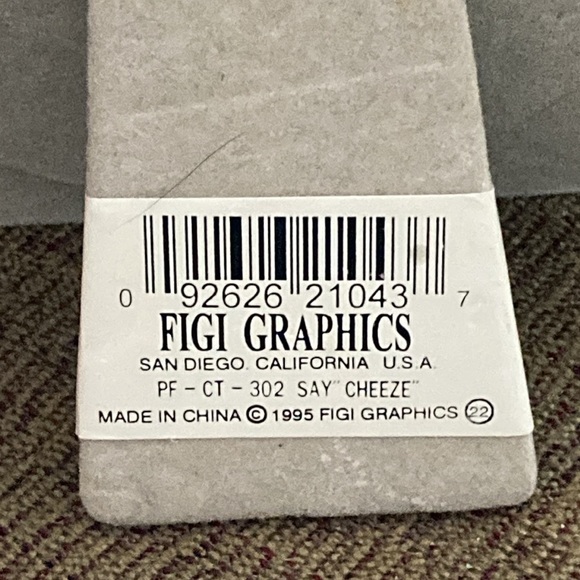 0 92626 21043 7
FIGI GRAPHICS
SAN DIEGO. CALIFORNIA U.S.A.
PF - CT - 302 SAY "CHEEZE"
MADE IN CHINA © 1995 FIGI GRAPHICS 22